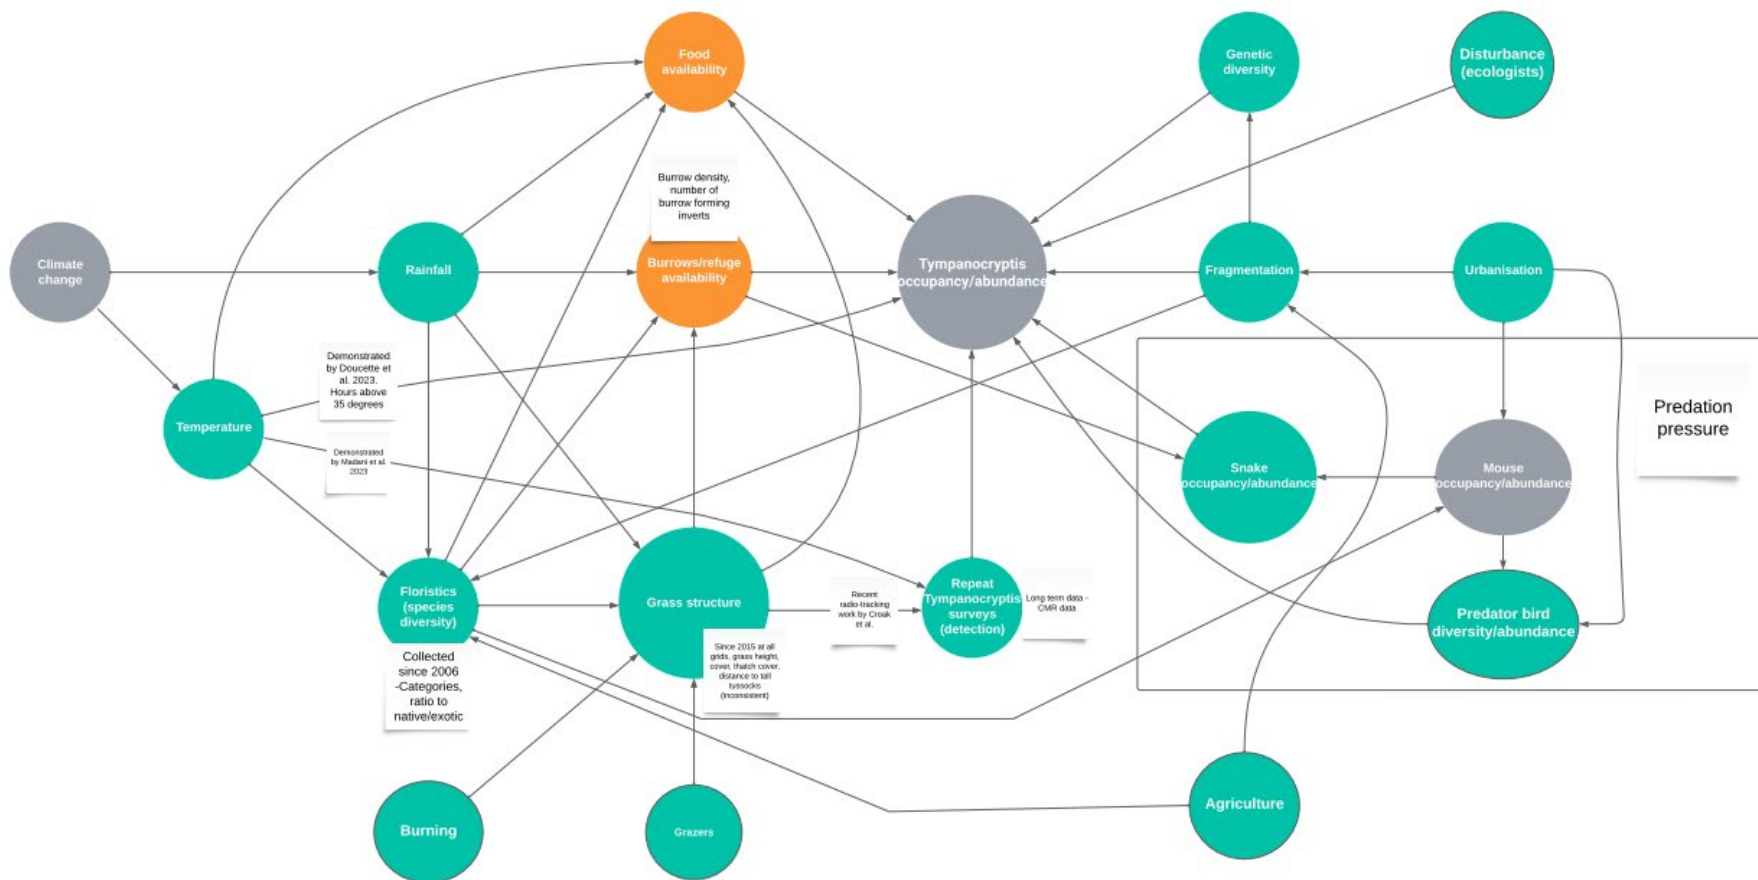 Food
availability
Genetic
diversity
Disturbance
(ecologists)
Burrow density,
number of
burrow forming
inverts
Climate
change
Rainfall
Burrows/refuge
availability
Tympanocryptis
occupancy/abundance
Fragmentation
Urbanisation
Demonstrated
by Doucette et
al. 2023.
Hours above
35 degrees
Temperature
Demonstrated
by Madani et al.
2023
Predation
pressure
Snake
occupancy/abundance
Mouse
occupancy/abundance
Floristics
(species
diversity)
Collected
since 2006
-Categories,
ratio to
native/exotic
Grass structure
Since 2015 at all
grids, grass height,
cover, thatch cover,
distance to tall
tussocks
(Inconsistent)
Recent
radio-tracking
work by Croak
et al.
Repeat
Tympanocryptis
surveys
(detection)
Long term data -
CMR data
Predator bird
diversity/abundance
Burning
Grazers
Agriculture